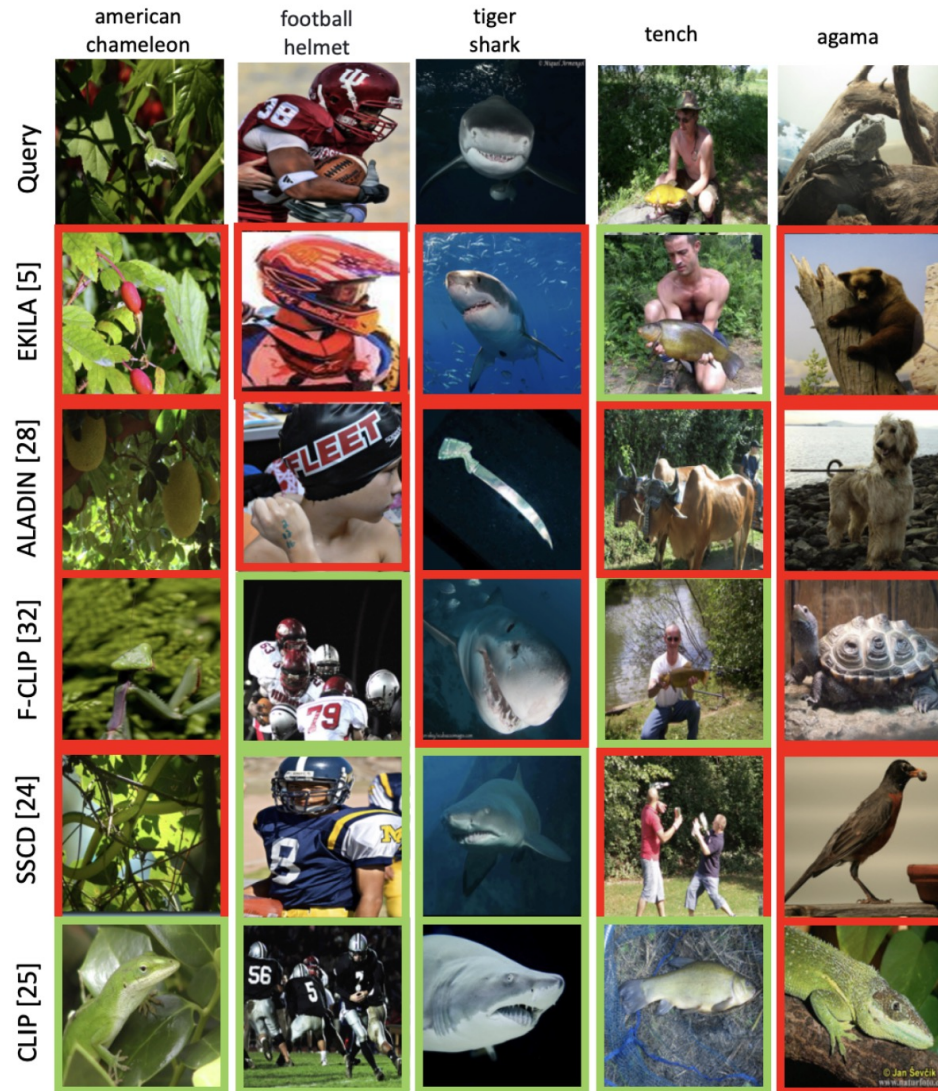 american
chameleon
football
helmet
tiger
shark
tench
agama
Query
38
EKILA [5]
ALADIN [28]
FLEET
F-CLIP [32]
79
SSCD [24]
8
M
CLIP [25]
56
5
7
© Jan Ševčík